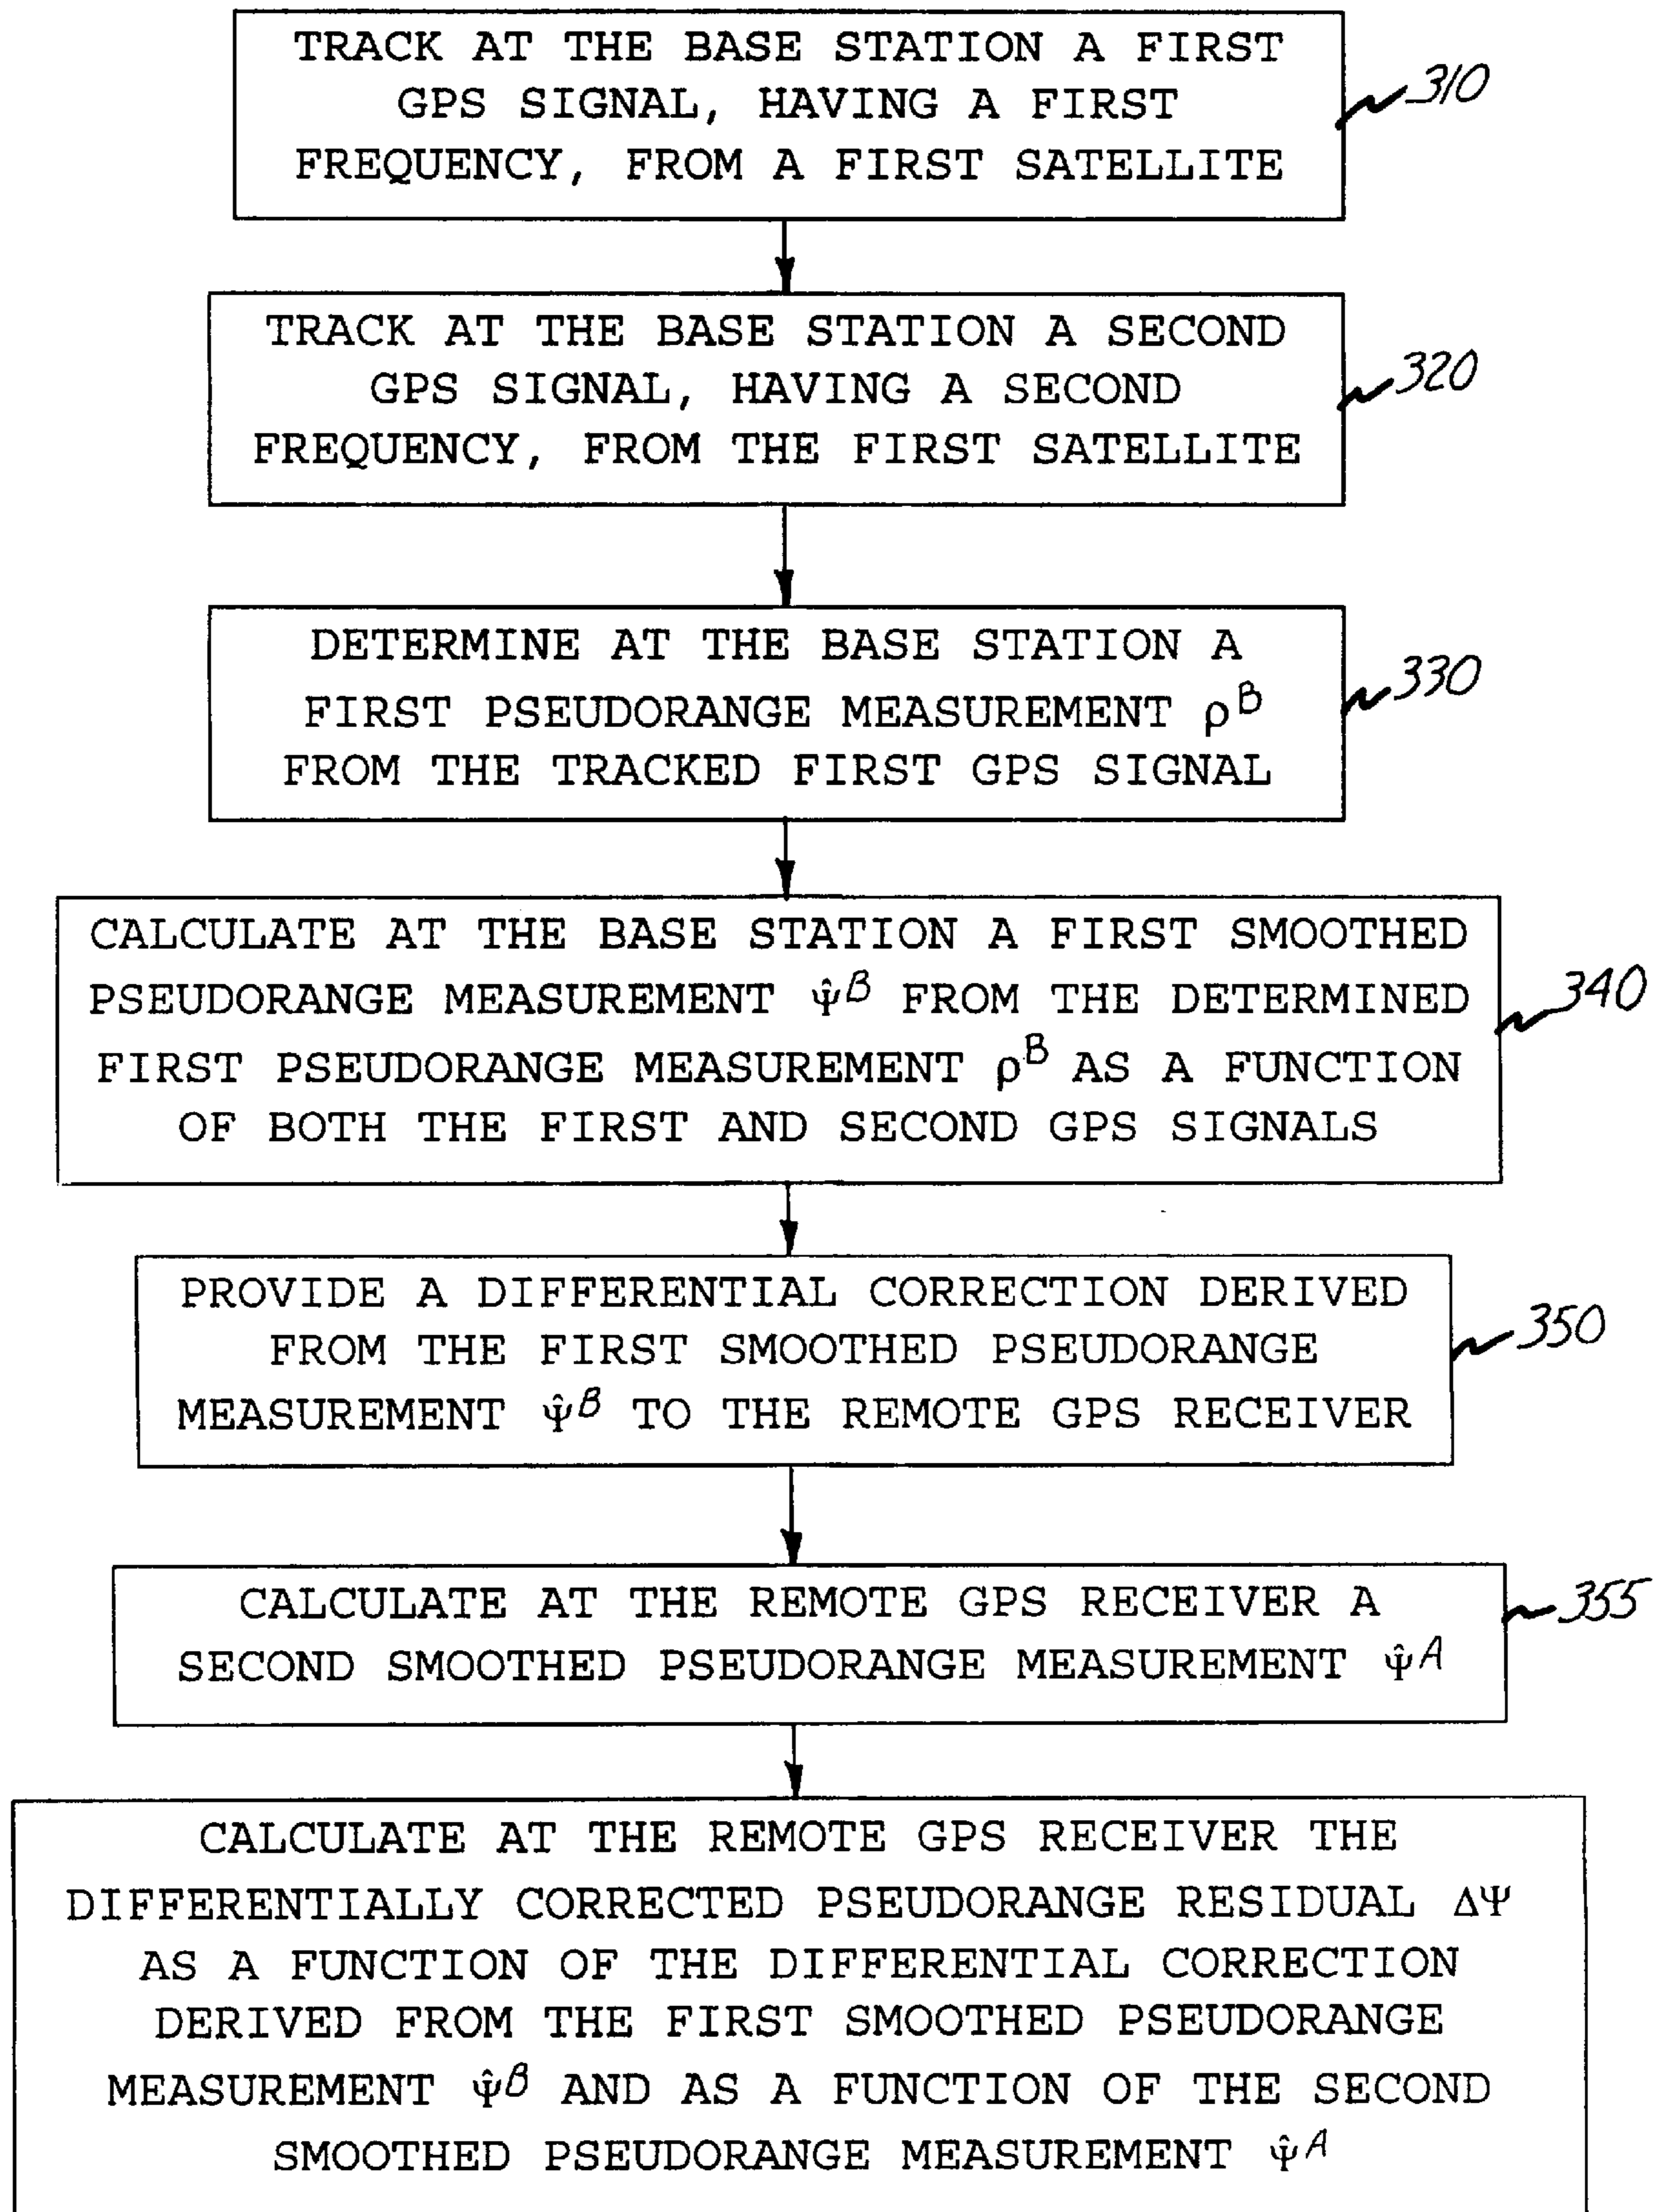 TRACK AT THE BASE STATION A FIRST
GPS SIGNAL, HAVING A FIRST
FREQUENCY, FROM A FIRST SATELLITE
310
TRACK AT THE BASE STATION A SECOND
GPS SIGNAL, HAVING A SECOND
FREQUENCY, FROM THE FIRST SATELLITE
320
DETERMINE AT THE BASE STATION A
FIRST PSEUDORANGE MEASUREMENT ρ^B
FROM THE TRACKED FIRST GPS SIGNAL
330
CALCULATE AT THE BASE STATION A FIRST SMOOTHED
PSEUDORANGE MEASUREMENT ψ̂^B FROM THE DETERMINED
FIRST PSEUDORANGE MEASUREMENT ρ^B AS A FUNCTION
OF BOTH THE FIRST AND SECOND GPS SIGNALS
340
PROVIDE A DIFFERENTIAL CORRECTION DERIVED
FROM THE FIRST SMOOTHED PSEUDORANGE
MEASUREMENT ψ̂^B TO THE REMOTE GPS RECEIVER
350
CALCULATE AT THE REMOTE GPS RECEIVER A
SECOND SMOOTHED PSEUDORANGE MEASUREMENT ψ̂^A
355
CALCULATE AT THE REMOTE GPS RECEIVER THE
DIFFERENTIALLY CORRECTED PSEUDORANGE RESIDUAL ΔΨ
AS A FUNCTION OF THE DIFFERENTIAL CORRECTION
DERIVED FROM THE FIRST SMOOTHED PSEUDORANGE
MEASUREMENT ψ̂^B AND AS A FUNCTION OF THE SECOND
SMOOTHED PSEUDORANGE MEASUREMENT ψ̂^A